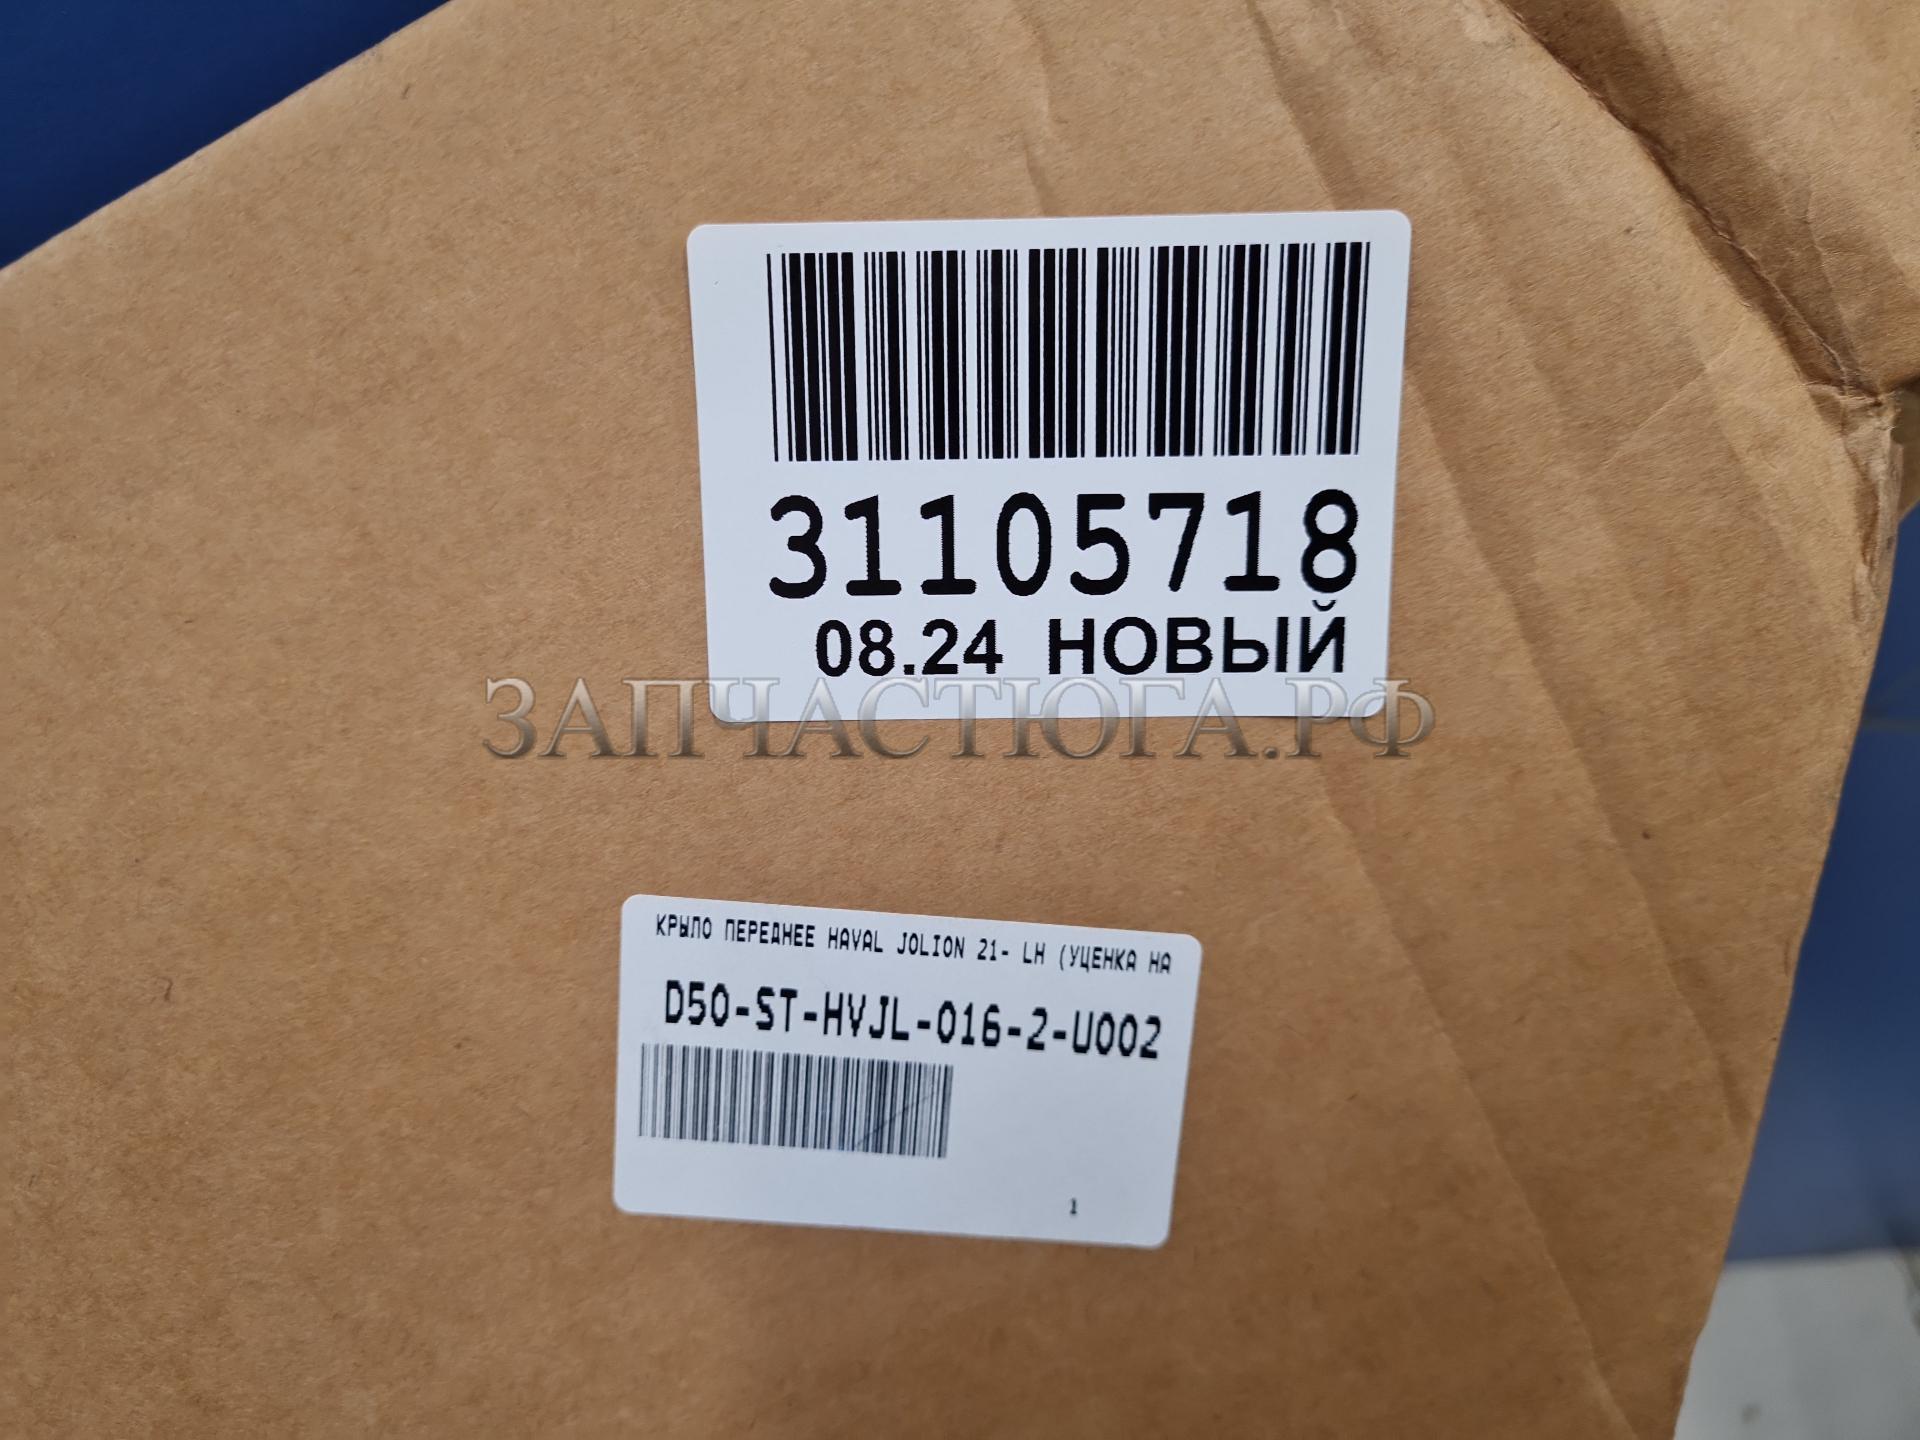 31105718
08.24 НОВЫЙ
ЗАПЧАСТЮГА.РФ
КРЫЛО ПЕРЕДНЕЕ HAVAL JOLION 21- LH (УЦЕНКА НА
D50-ST-HVJL-016-2-U002
1